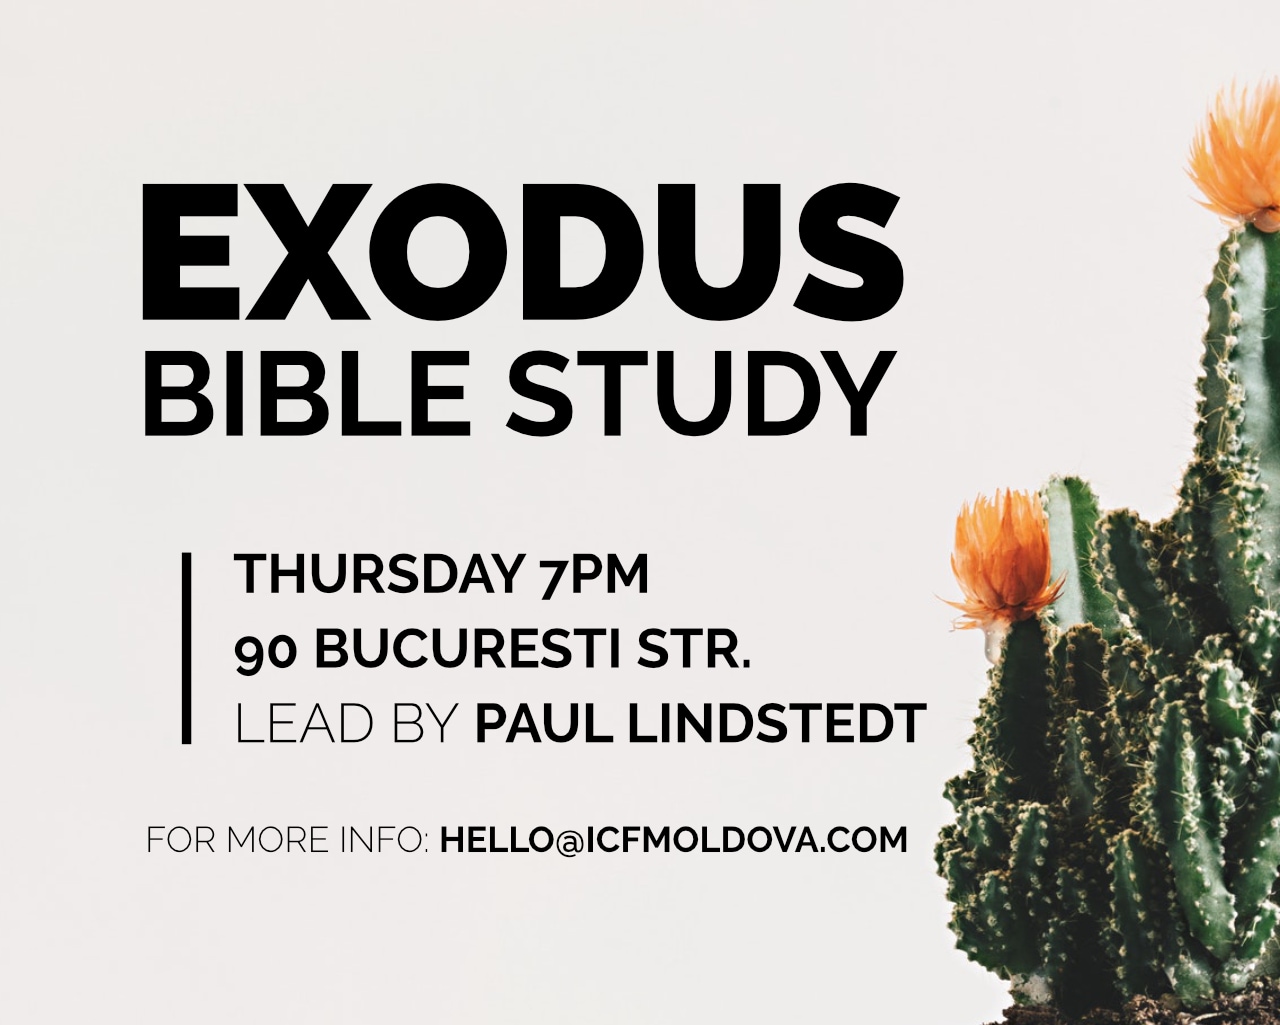 EXODUS
BIBLE STUDY
THURSDAY 7PM
90 BUCURESTI STR.
LEAD BY PAUL LINDSTEDT
FOR MORE INFO: HELLO@ICFMOLDOVA.COM